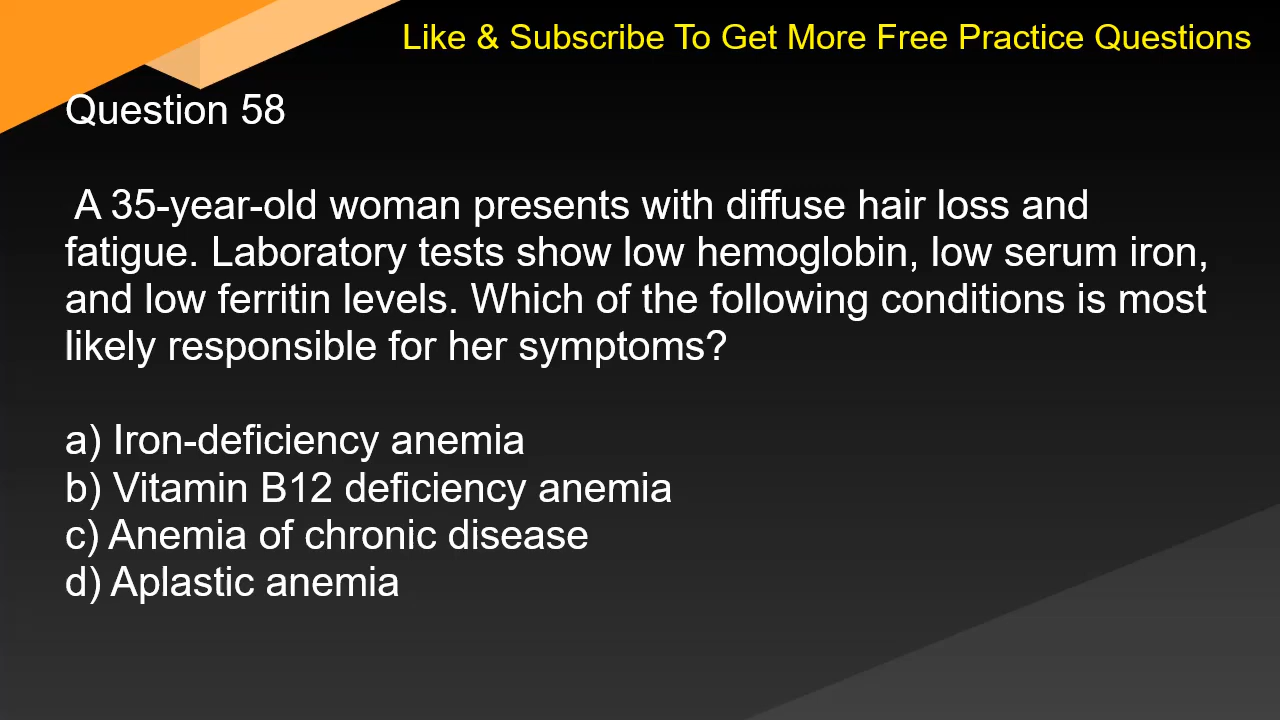 Like & Subscribe To Get More Free Practice Questions
Question 58
A 35-year-old woman presents with diffuse hair loss and
fatigue. Laboratory tests show low hemoglobin, low serum iron,
and low ferritin levels. Which of the following conditions is most
likely responsible for her symptoms?
a) Iron-deficiency anemia
b) Vitamin B12 deficiency anemia
c) Anemia of chronic disease
d) Aplastic anemia